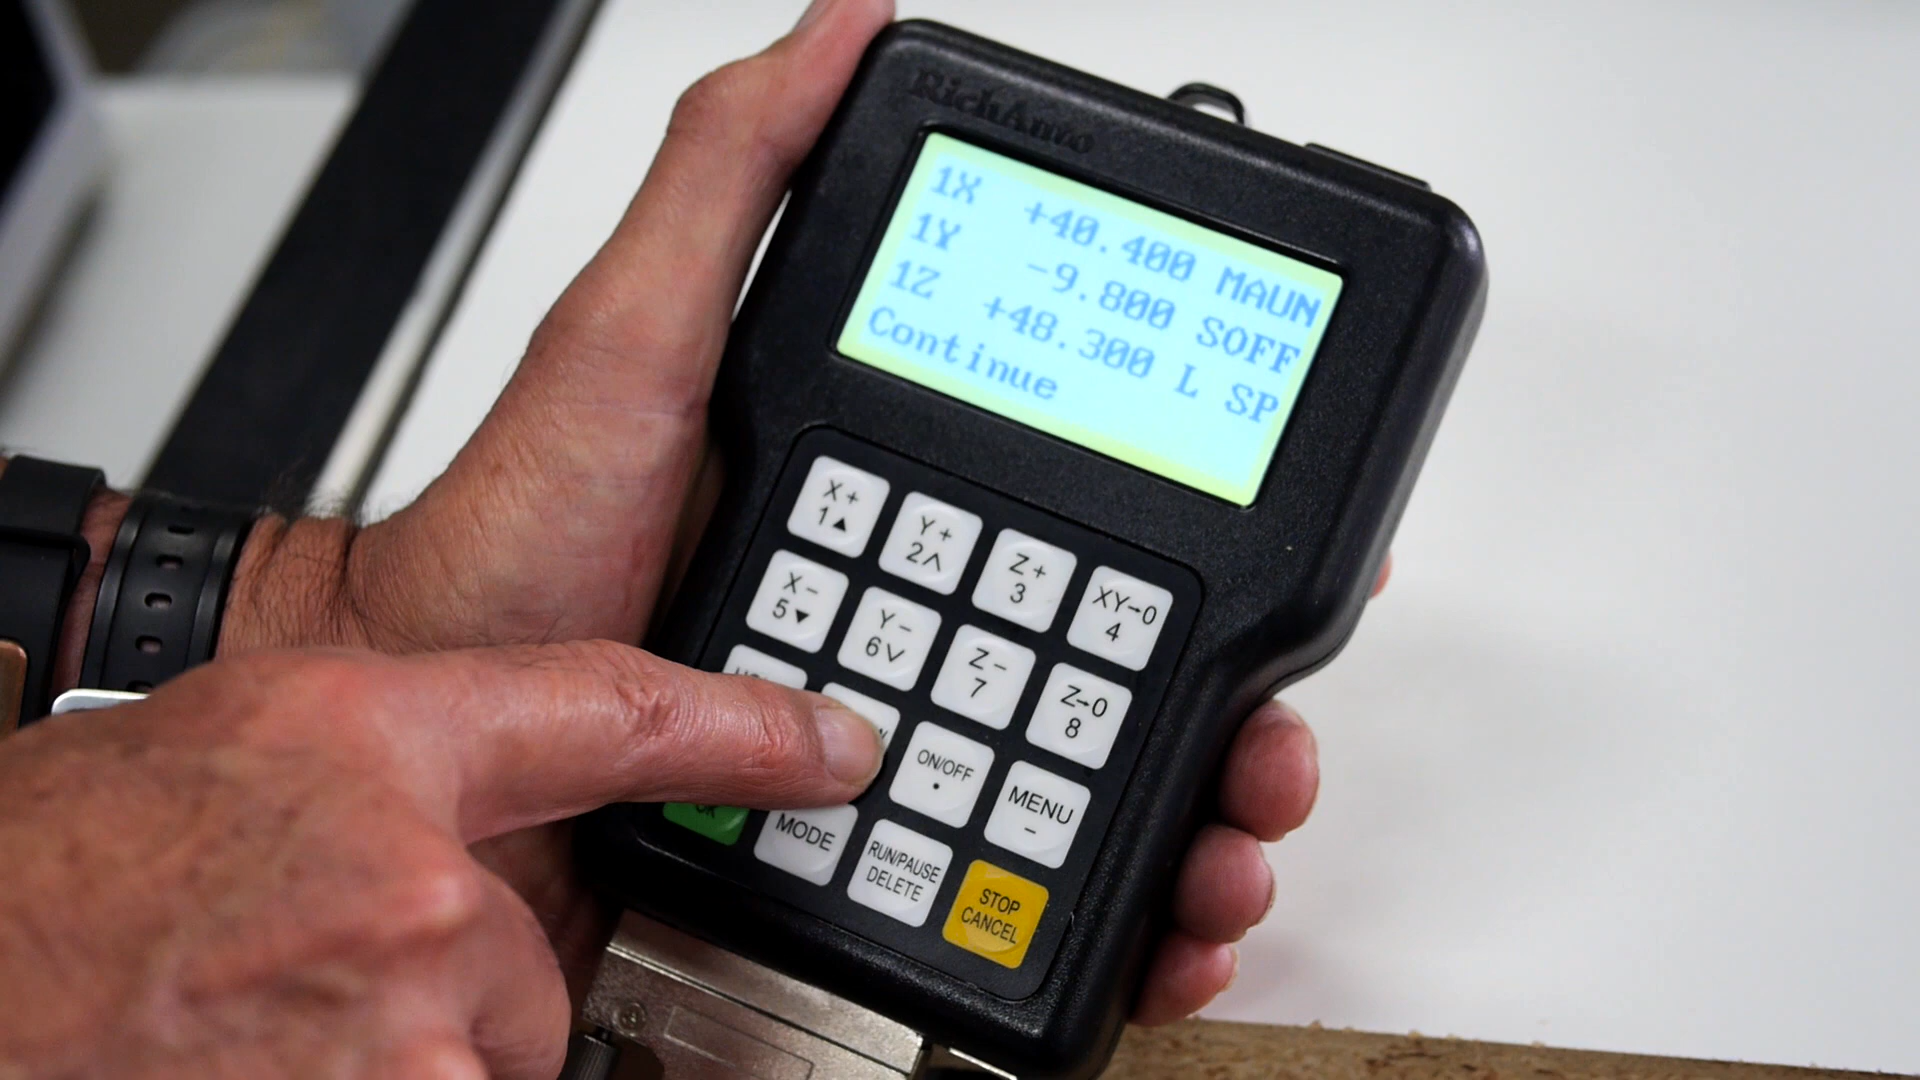 RichAuto
1X +40.400 MAUN
1Y -9.800 SOFF
1Z +48.300 L SP
Continue
X+
1▲
Y+
2∧
Z+
3
XY→0
4
X-
5▼
Y-
6∨
Z-
7
Z→0
8
ON/OFF
.
MENU
-
OK
MODE
RUN/PAUSE
DELETE
STOP
CANCEL